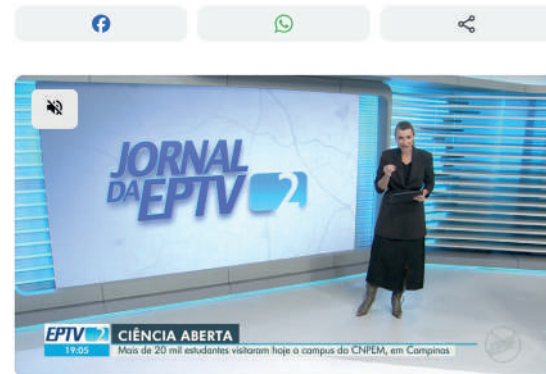 JORNAL
DA EPTV 2
EPTV 2 CIÊNCIA ABERTA
19:05 Mais de 20 mil estudantes visitaram hoje o campus do CNPEM, em Campinas